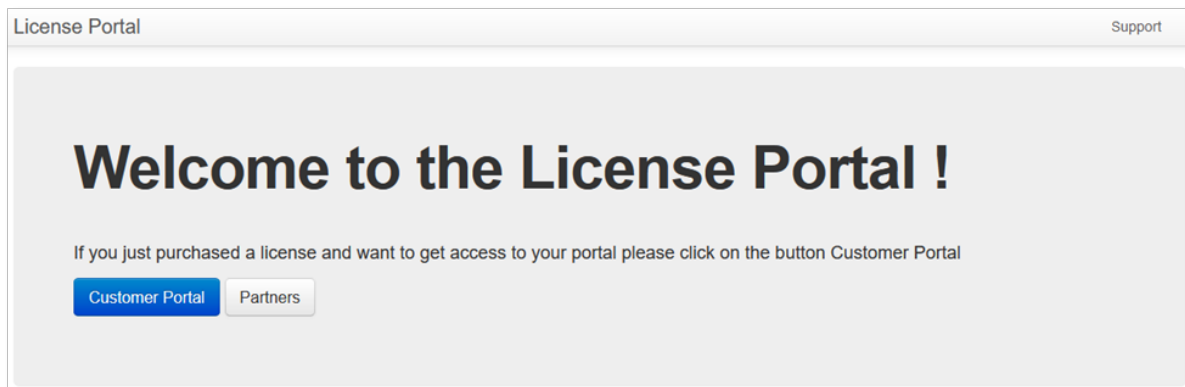 License Portal
Support
Welcome to the License Portal !
If you just purchased a license and want to get access to your portal please click on the button Customer Portal
Customer Portal
Partners